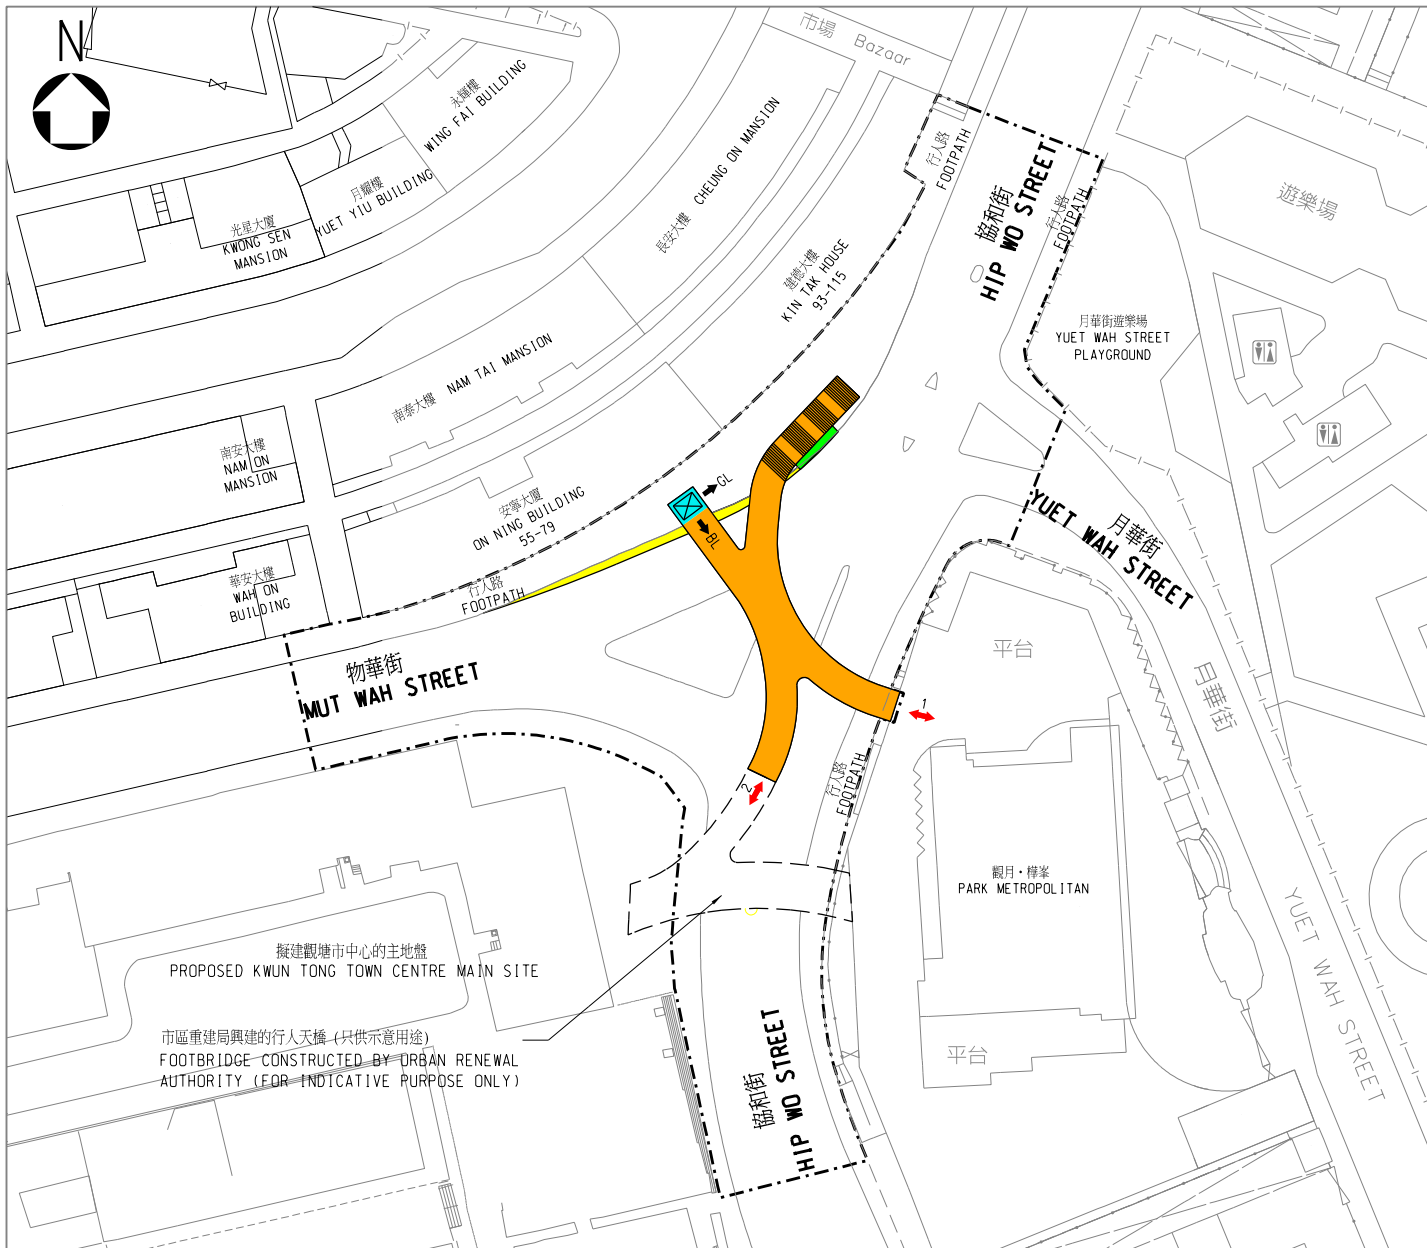 N
市場 Bazaar
永輝樓
WING FAI BUILDING
月耀樓
YUET YIU BUILDING
光星大廈
KWONG SEN
MANSION
長安大樓 CHEUNG ON MANSION
行人路
FOOTPATH
協和街
HIP WO STREET
行人路
FOOTPATH
遊樂場
建德大樓
KIN TAK HOUSE
93-115
月華街遊樂場
YUET WAH STREET
PLAYGROUND
南泰大樓 NAM TAI MANSION
南安大樓
NAM ON
MANSION
安寧大廈
ON NING BUILDING
55-79
GL
BL
月華街
YUET WAH STREET
華安大樓
WAH ON
BUILDING
行人路
FOOTPATH
物華街
MUT WAH STREET
平台
月華街
1
2
行人路
FOOTPATH
觀月・樺峯
PARK METROPOLITAN
YUET WAH STREET
擬建觀塘市中心的主地盤
PROPOSED KWUN TONG TOWN CENTRE MAIN SITE
市區重建局興建的行人天橋 (只供示意用途)
FOOTBRIDGE CONSTRUCTED BY URBAN RENEWAL
AUTHORITY (FOR INDICATIVE PURPOSE ONLY)
平台
協和街
HIP WO STREET